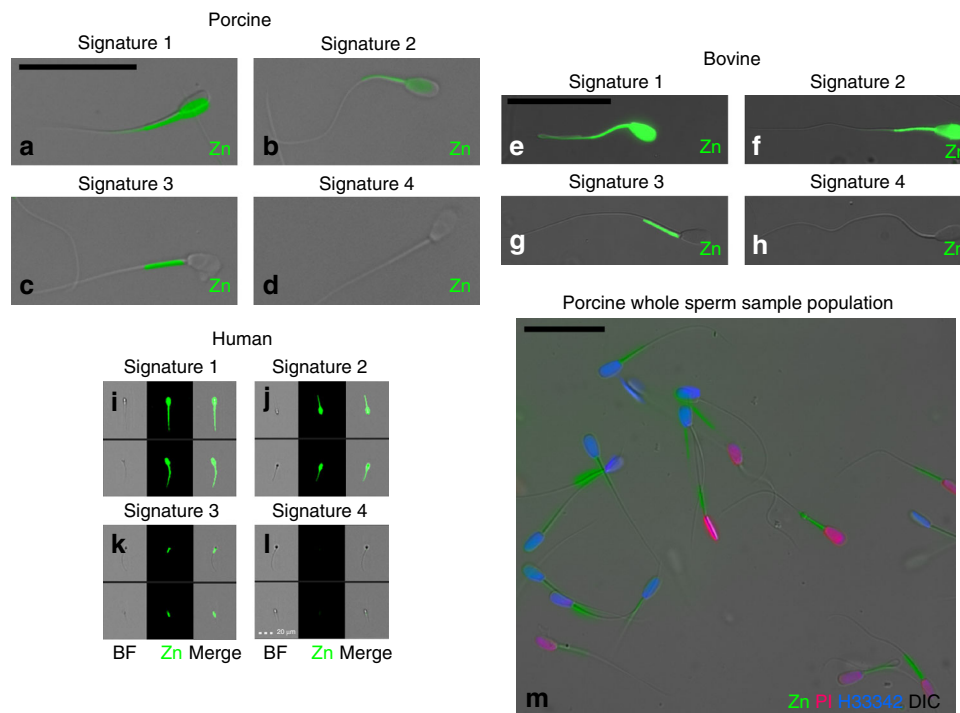 Porcine
Signature 1 Signature 2
a Zn b Zn
Signature 3 Signature 4
c Zn d Zn
Bovine
Signature 1 Signature 2
e Zn f Zn
Signature 3 Signature 4
g Zn h Zn
Human
Signature 1 Signature 2
i j
Signature 3 Signature 4
k l
20 µm
BF Zn Merge BF Zn Merge
Porcine whole sperm sample population
m Zn PI H33342 DIC